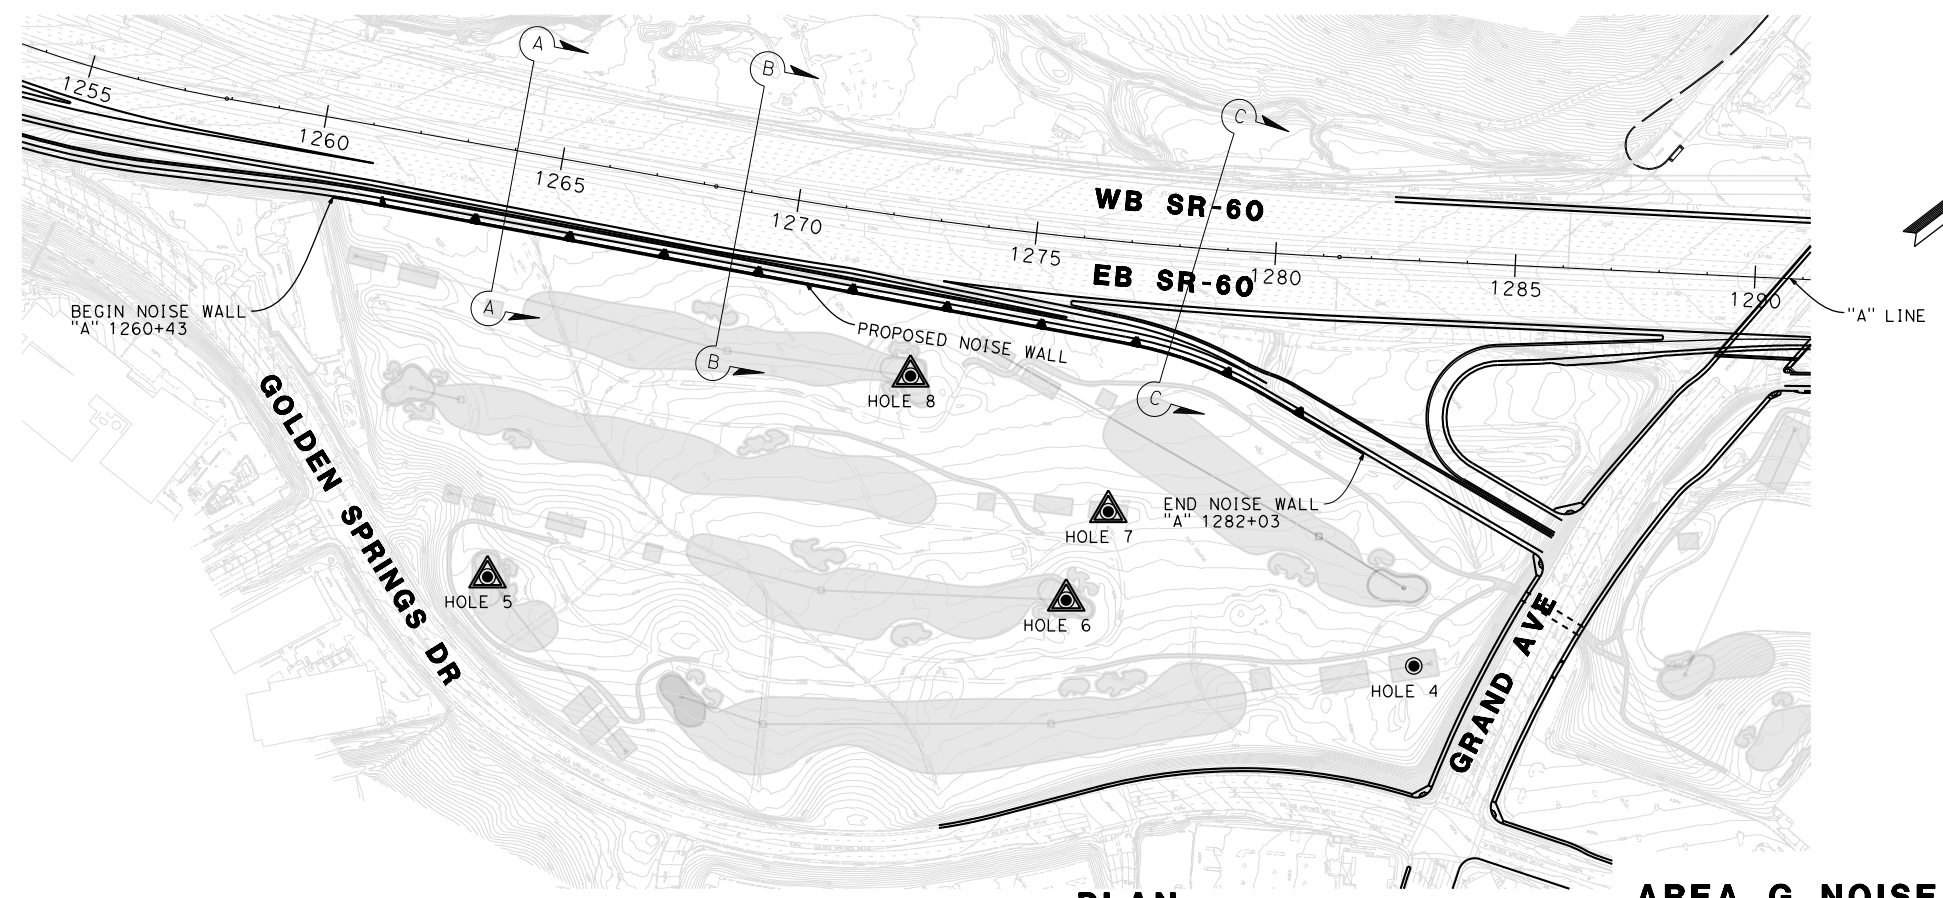 A
B
C
1255
1260
1265
1270
1275
1280
1285
1290
WB SR-60
EB SR-60
"A" LINE
BEGIN NOISE WALL
"A" 1260+43
A
B
C
PROPOSED NOISE WALL
HOLE 8
END NOISE WALL
"A" 1282+03
HOLE 7
HOLE 5
HOLE 6
HOLE 4
GOLDEN SPRINGS DR
GRAND AVE
PLAN
AREA G NOISE